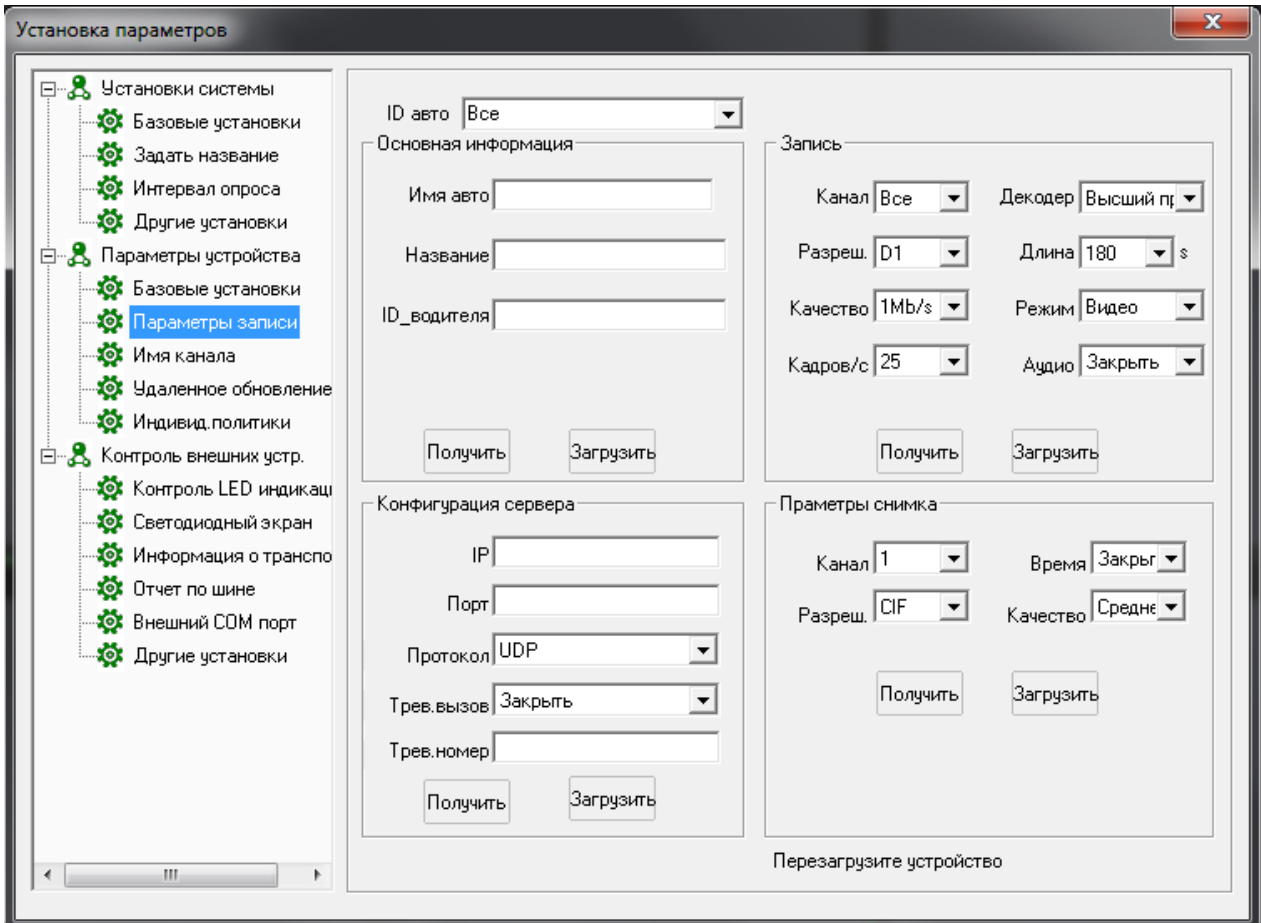 Установка параметров
Установки системы
Базовые установки
Задать название
Интервал опроса
Другие установки
Параметры устройства
Базовые установки
Параметры записи
Имя канала
Удаленное обновление
Индивид.политики
Контроль внешних устр.
Контроль LED индикаци
Светодиодный экран
Информация о транспо
Отчет по шине
Внешний COM порт
Другие установки
ID авто Все
Основная информация
Имя авто
Название
ID_водителя
Получить Загрузить
Запись
Канал Все Декодер Высший пр
Разреш. D1 Длина 180 s
Качество 1Mb/s Режим Видео
Кадров/с 25 Аудио Закрыть
Получить Загрузить
Конфигурация сервера
IP
Порт
Протокол UDP
Трев.вызов Закрыть
Трев.номер
Получить Загрузить
Праметры снимка
Канал 1 Время Закрыт
Разреш. CIF Качество Средне
Получить Загрузить
Перезагрузите устройство